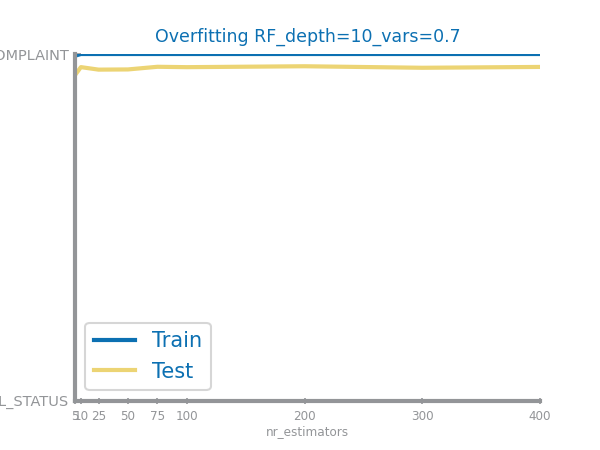 Overfitting RF_depth=10_vars=0.7
OMPLAINT
Train
Test
L_STATUS
5 10 25 50 75 100 200 300 400
nr_estimators